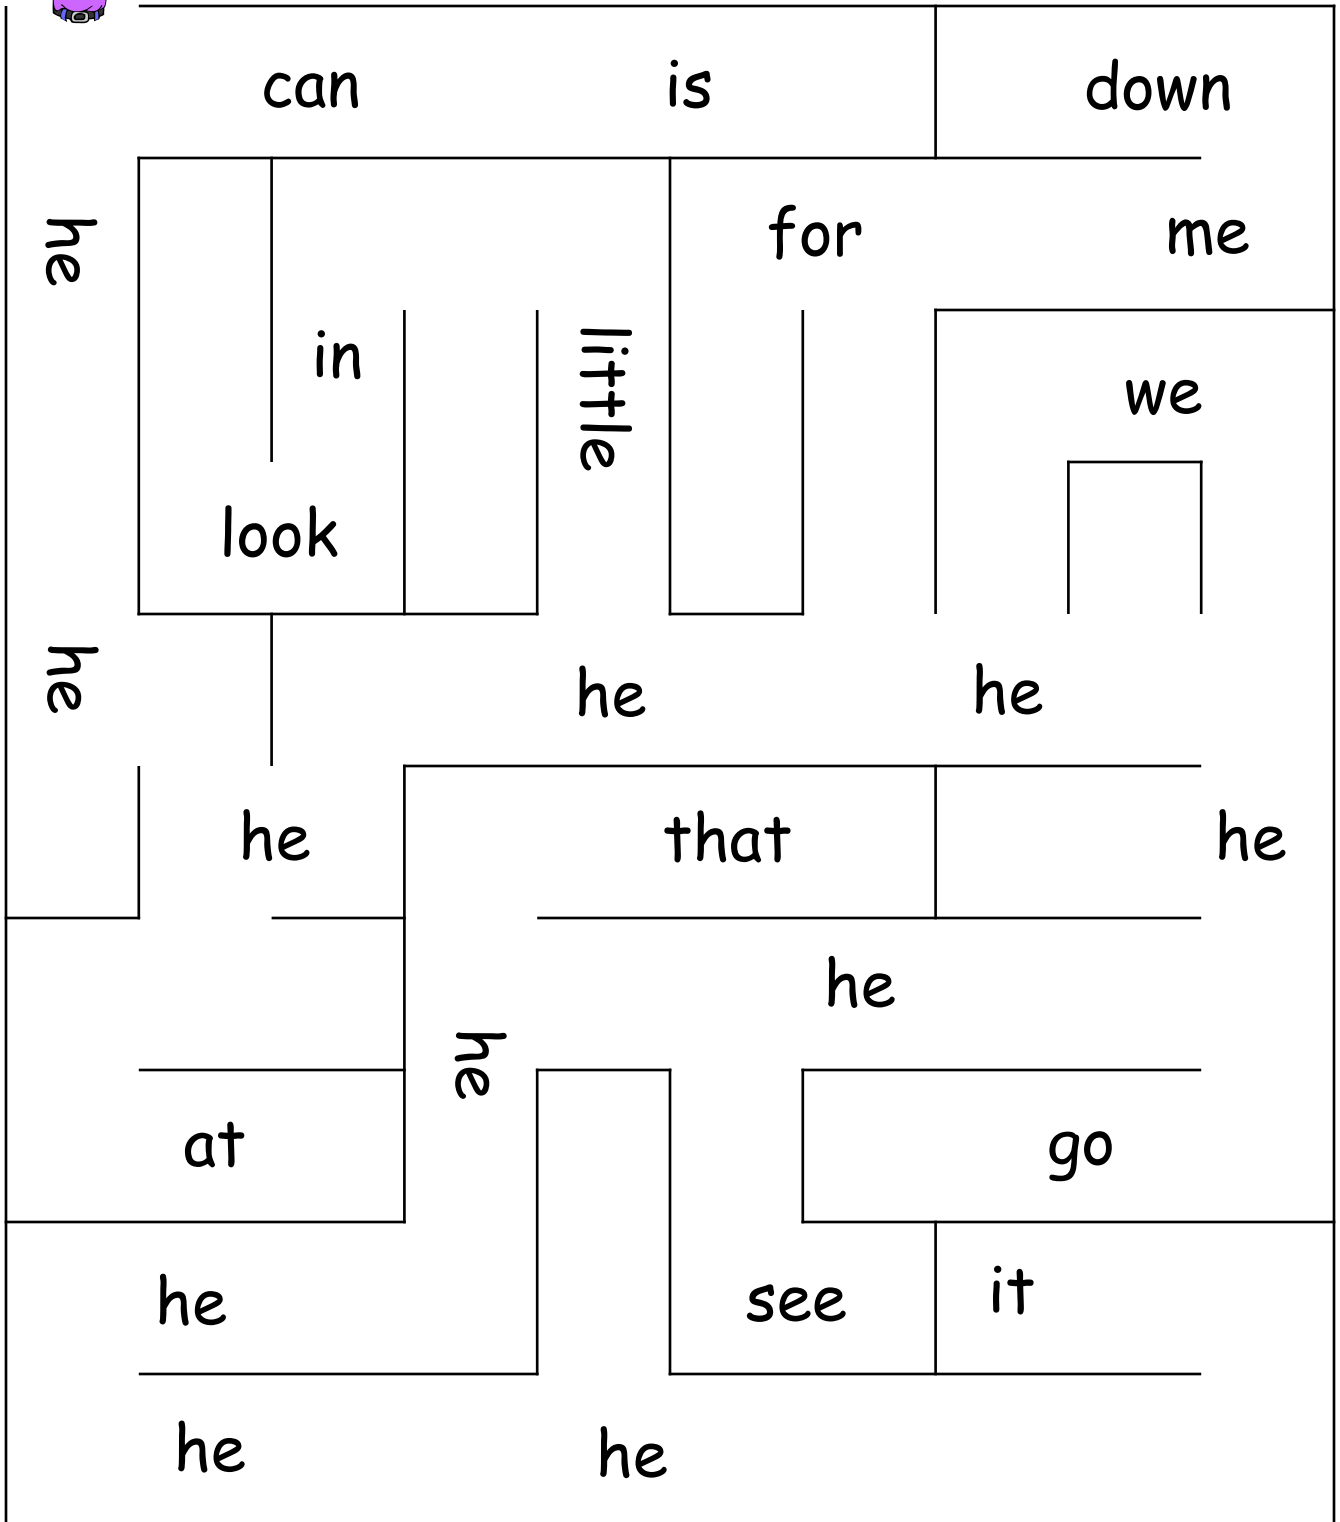 can is down
he for me
in little we
look
he he he
he that he
he
he
at go
he see it
he he